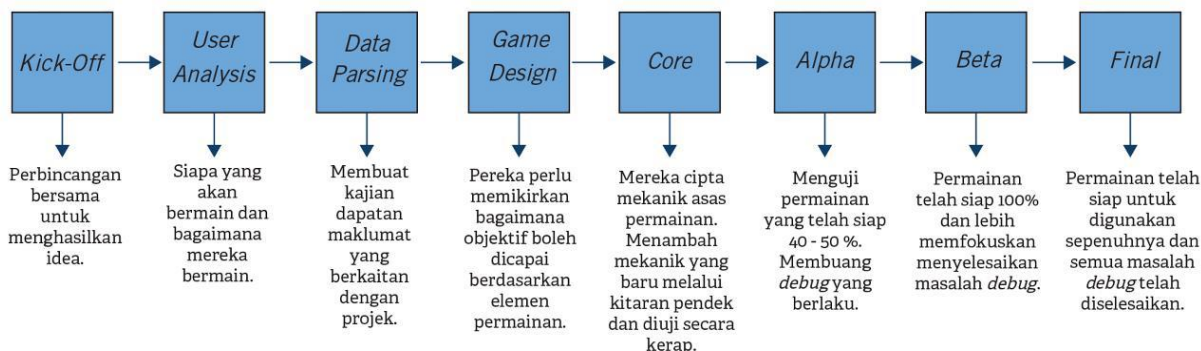 Kick-Off
User
Analysis
Data
Parsing
Game
Design
Core
Alpha
Beta
Final
Perbincangan
bersama
untuk
menghasilkan
idea.
Siapa yang
akan
bermain dan
bagaimana
mereka
bermain.
Membuat
kajian
dapatan
maklumat
yang
berkaitan
dengan
projek.
Pereka perlu
memikirkan
bagaimana
objektif boleh
dicapai
berdasarkan
elemen
permainan.
Mereka cipta
mekanik asas
permainan.
Menambah
mekanik yang
baru melalui
kitaran pendek
dan diuji secara
kerap.
Menguji
permainan
yang telah siap
40 - 50 %.
Membuang
debug yang
berlaku.
Permainan
telah siap 100%
dan lebih
memfokuskan
menyelesaikan
masalah debug.
Permainan telah
siap untuk
digunakan
sepenuhnya dan
semua masalah
debug telah
diselesaikan.